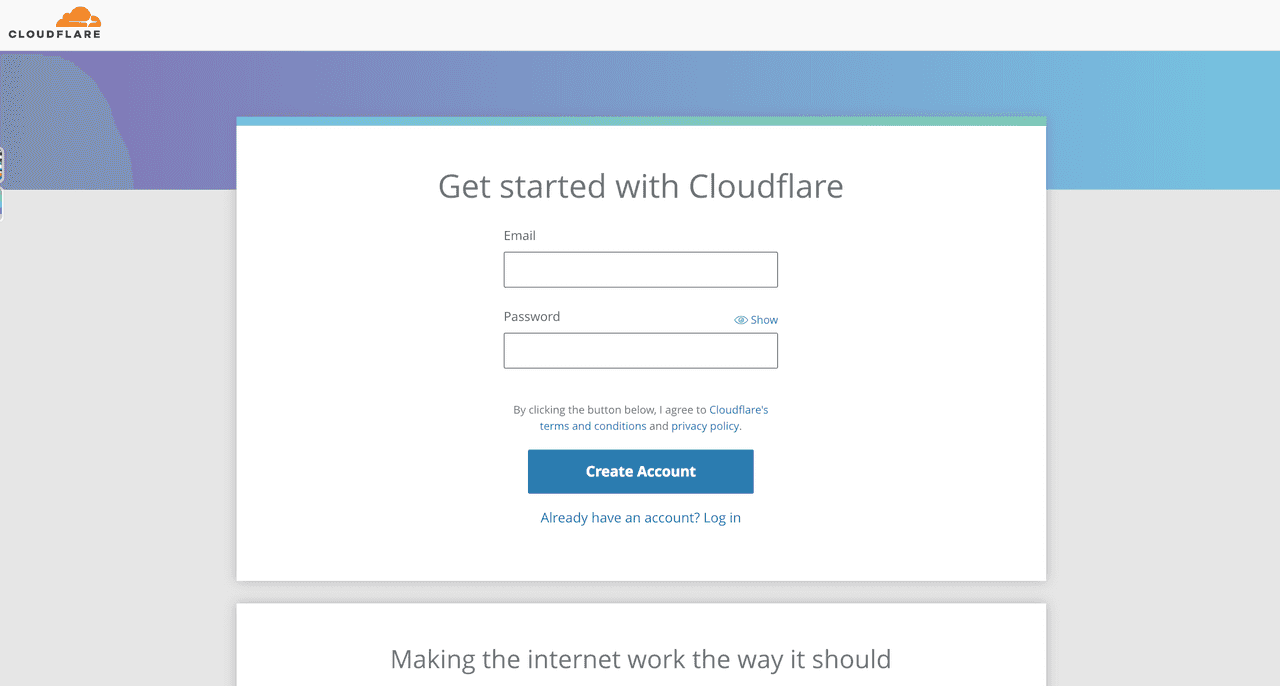 CLOUDFLARE
Get started with Cloudflare
Email
Password
Show
By clicking the button below, I agree to Cloudflare's
terms and conditions and privacy policy.
Create Account
Already have an account? Log in
Making the internet work the way it should